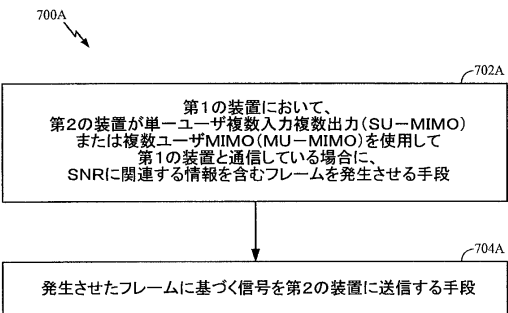 700A
702A
第1の装置において、
第2の装置が単一ユーザ複数入力複数出力(SU-MIMO)
または複数ユーザMIMO(MU-MIMO)を使用して
第1の装置と通信している場合に、
SNRに関連する情報を含むフレームを発生させる手段
704A
発生させたフレームに基づく信号を第2の装置に送信する手段